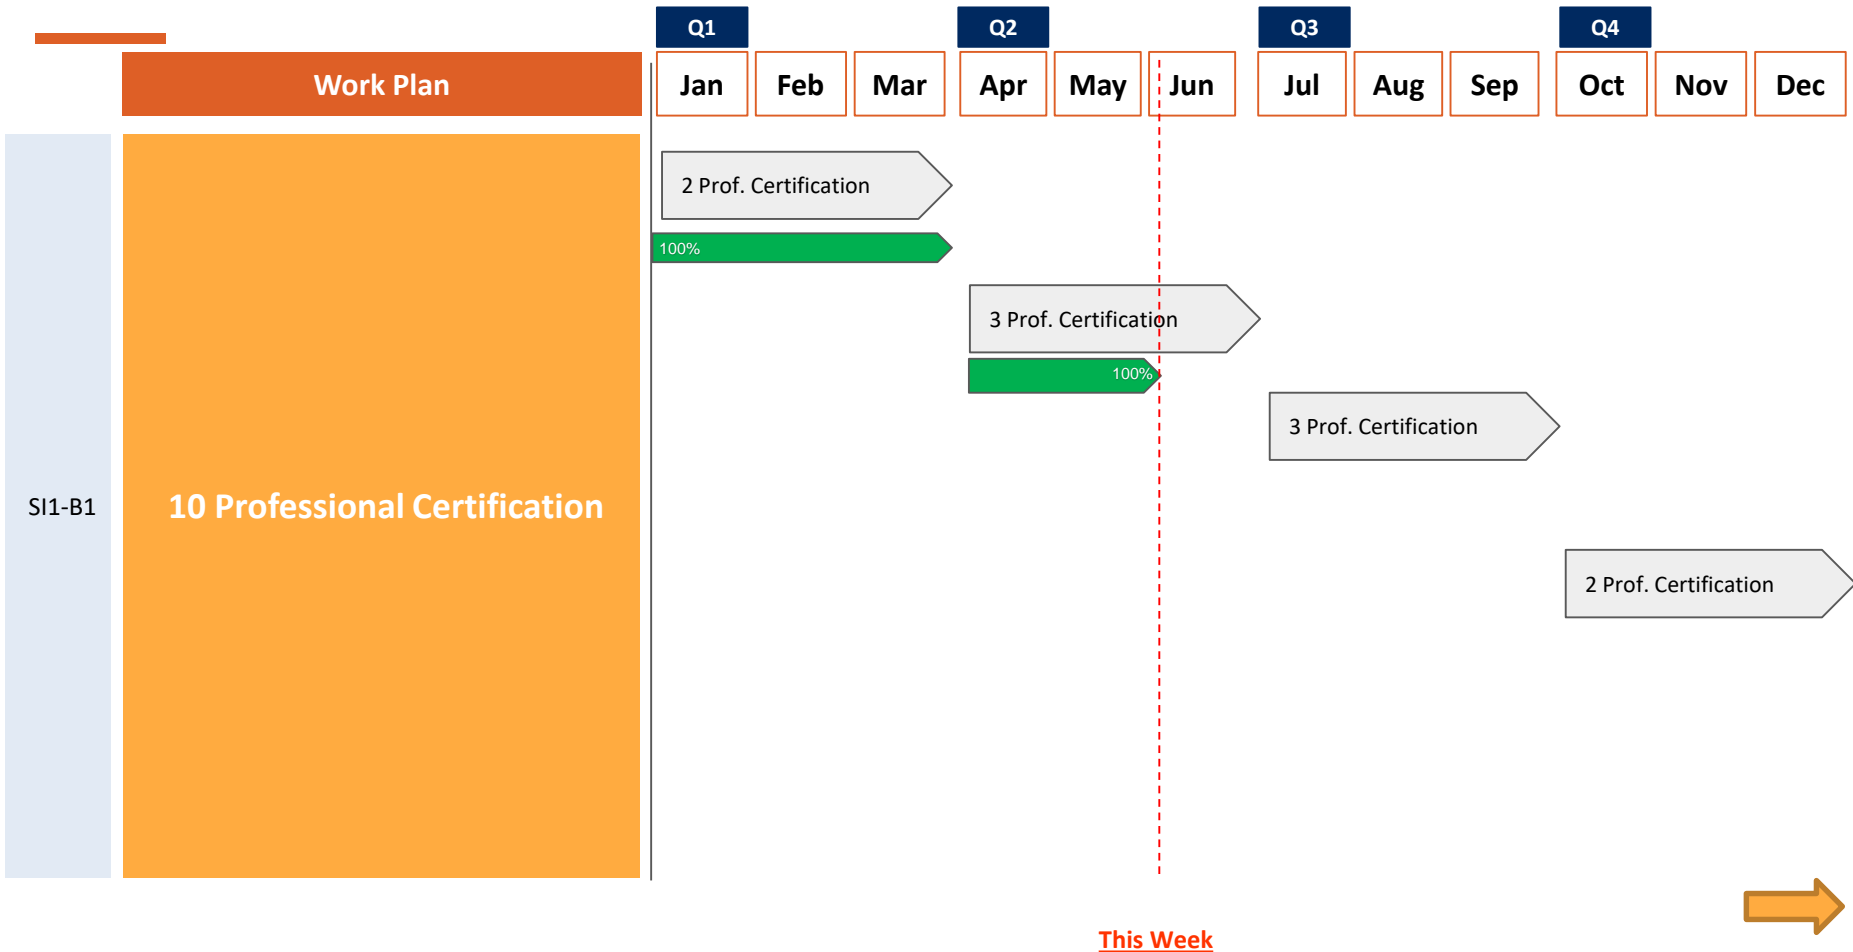 Q1
Q2
Q3
Q4
Work Plan
Jan
Feb
Mar
Apr
May
Jun
Jul
Aug
Sep
Oct
Nov
Dec
2 Prof. Certification
100%
3 Prof. Certification
100%
3 Prof. Certification
SI1-B1
10 Professional Certification
2 Prof. Certification
This Week